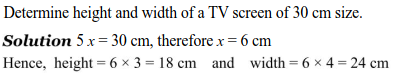 Determine height and width of a TV screen of 30 cm size.
Solution 5 x = 30 cm, therefore x = 6 cm
Hence, height = 6 × 3 = 18 cm and width = 6 × 4 = 24 cm